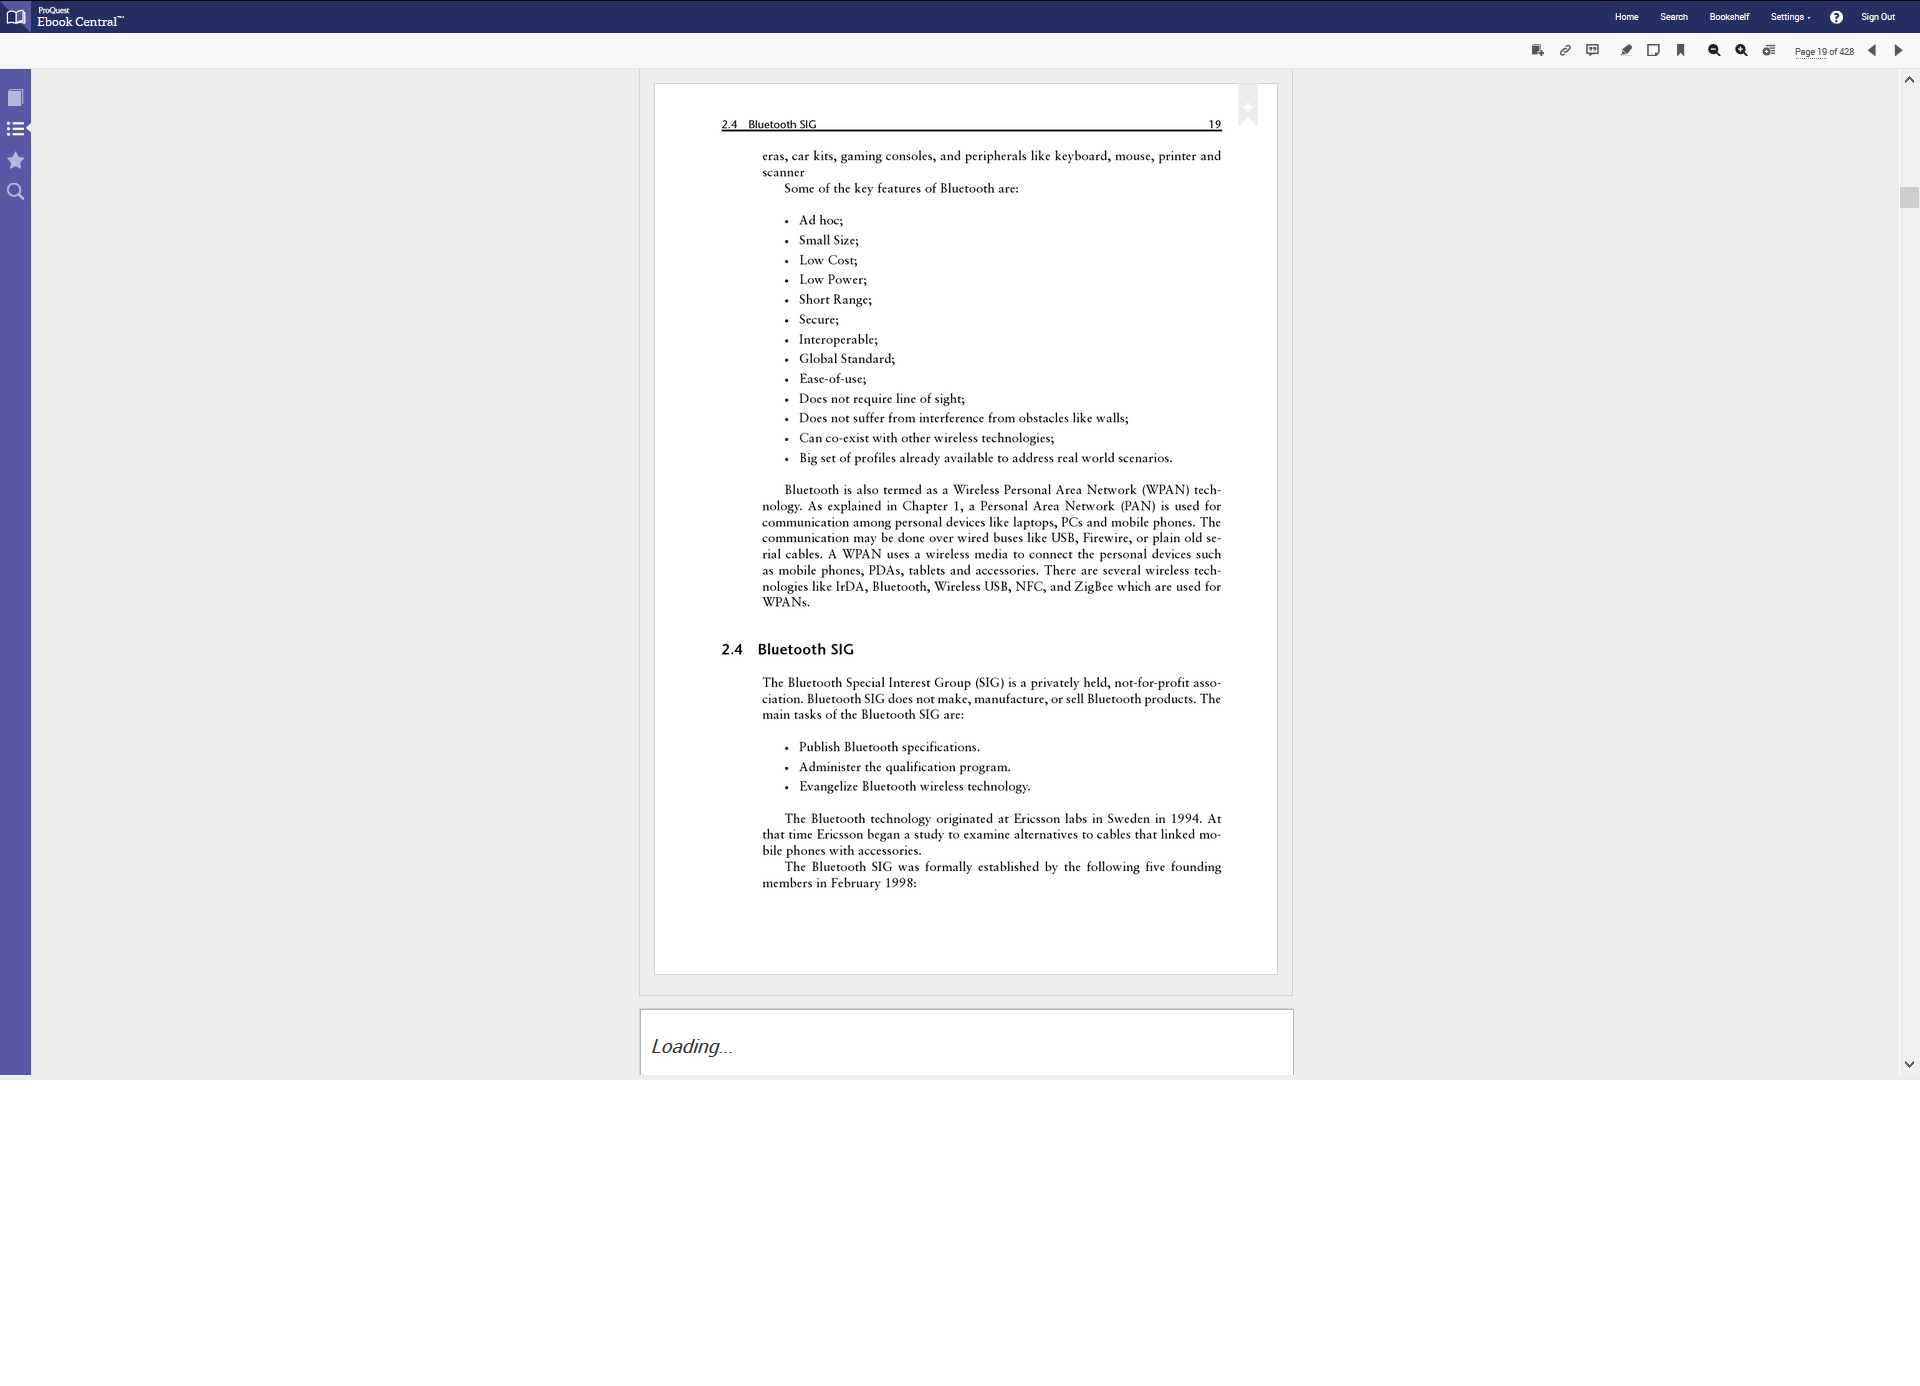 ProQuest
Ebook Central™
Home Search Bookshelf Settings ? Sign Out
Page 19 of 428
2.4 Bluetooth SIG 19
eras, car kits, gaming consoles, and peripherals like keyboard, mouse, printer and
scanner
Some of the key features of Bluetooth are:
• Ad hoc;
• Small Size;
• Low Cost;
• Low Power;
• Short Range;
• Secure;
• Interoperable;
• Global Standard;
• Ease-of-use;
• Does not require line of sight;
• Does not suffer from interference from obstacles like walls;
• Can co-exist with other wireless technologies;
• Big set of profiles already available to address real world scenarios.
Bluetooth is also termed as a Wireless Personal Area Network (WPAN) tech-
nology. As explained in Chapter 1, a Personal Area Network (PAN) is used for
communication among personal devices like laptops, PCs and mobile phones. The
communication may be done over wired buses like USB, Firewire, or plain old se-
rial cables. A WPAN uses a wireless media to connect the personal devices such
as mobile phones, PDAs, tablets and accessories. There are several wireless tech-
nologies like IrDA, Bluetooth, Wireless USB, NFC, and ZigBee which are used for
WPANs.
2.4 Bluetooth SIG
The Bluetooth Special Interest Group (SIG) is a privately held, not-for-profit asso-
ciation. Bluetooth SIG does not make, manufacture, or sell Bluetooth products. The
main tasks of the Bluetooth SIG are:
• Publish Bluetooth specifications.
• Administer the qualification program.
• Evangelize Bluetooth wireless technology.
The Bluetooth technology originated at Ericsson labs in Sweden in 1994. At
that time Ericsson began a study to examine alternatives to cables that linked mo-
bile phones with accessories.
The Bluetooth SIG was formally established by the following five founding
members in February 1998:
Loading...